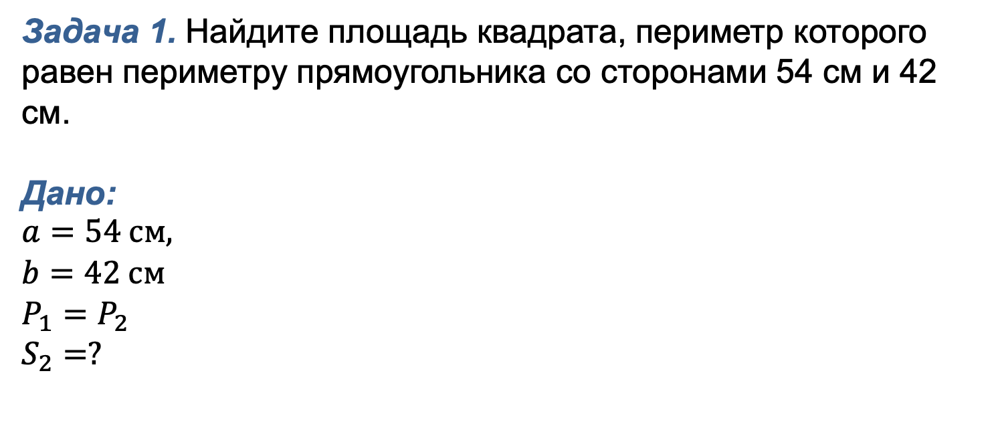 Задача 1. Найдите площадь квадрата, периметр которого
равен периметру прямоугольника со сторонами 54 см и 42
см.
Дано:
a = 54 см,
b = 42 см
P₁ = P₂
S₂ =?